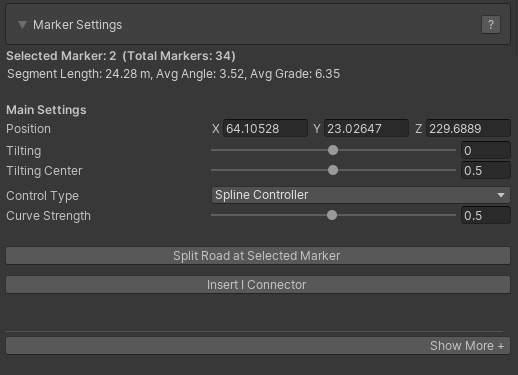 Marker Settings ?
Selected Marker: 2 (Total Markers: 34)
Segment Length: 24.28 m, Avg Angle: 3.52, Avg Grade: 6.35
Main Settings
Position X 64.10528 Y 23.02647 Z 229.6889
Tilting 0
Tilting Center 0.5
Control Type Spline Controller
Curve Strength 0.5
Split Road at Selected Marker
Insert I Connector
Show More +